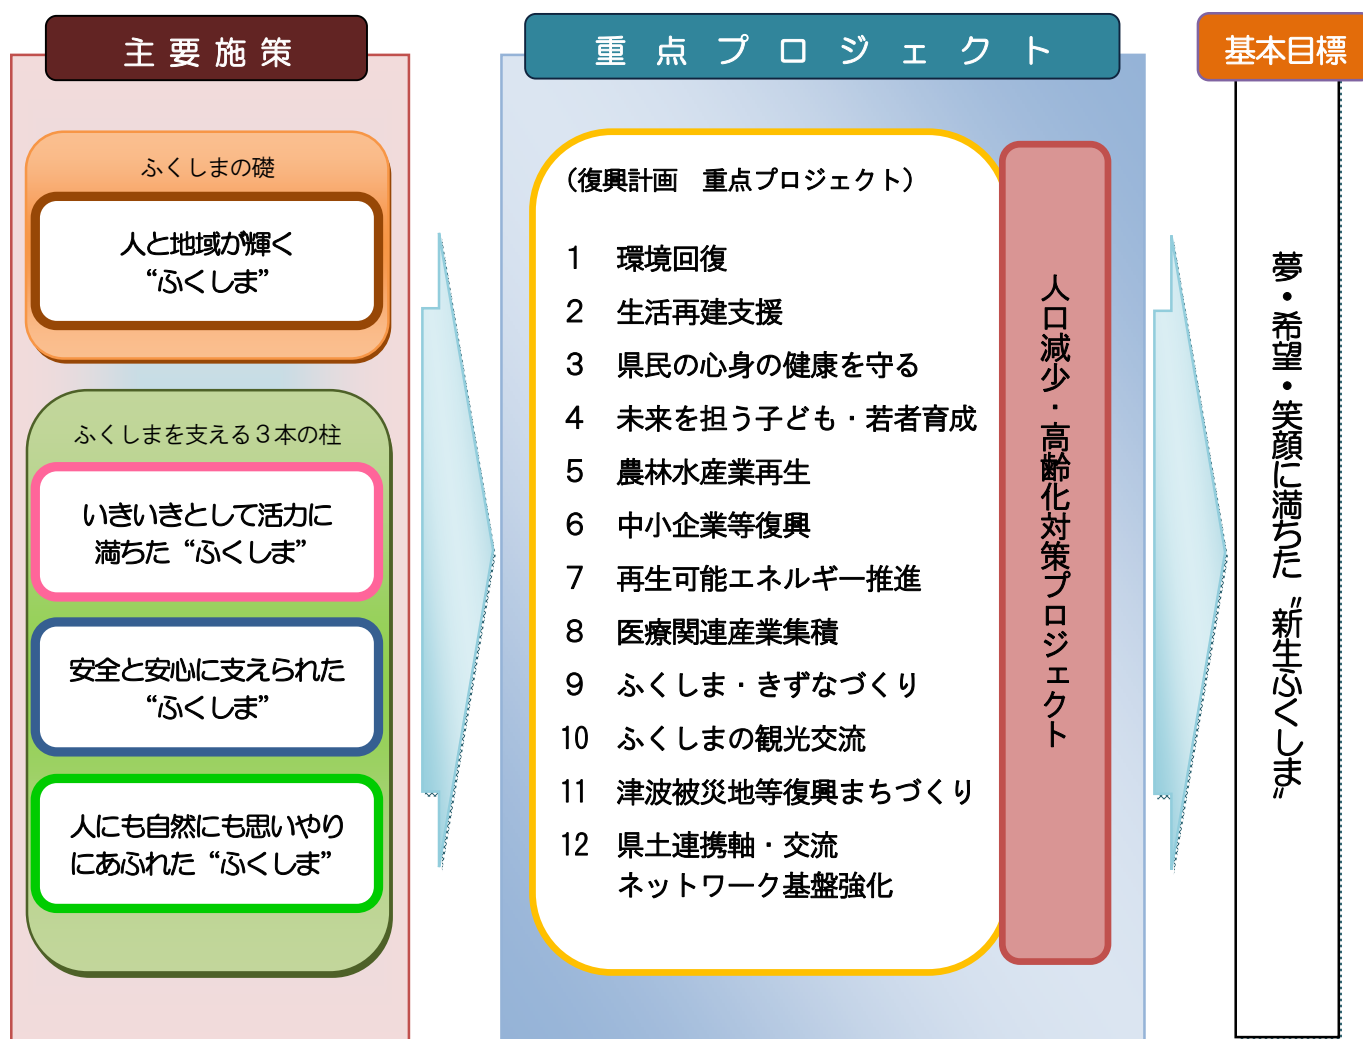 主要施策
ふくしまの礎
人と地域が輝く
“ふくしま”
ふくしまを支える３本の柱
いきいきとして活力に
満ちた“ふくしま”
安全と安心に支えられた
“ふくしま”
人にも自然にも思いやり
にあふれた“ふくしま”
重点プロジェクト
（復興計画　重点プロジェクト）
1　環境回復
2　生活再建支援
3　県民の心身の健康を守る
4　未来を担う子ども・若者育成
5　農林水産業再生
6　中小企業等復興
7　再生可能エネルギー推進
8　医療関連産業集積
9　ふくしま・きずなづくり
10　ふくしまの観光交流
11　津波被災地等復興まちづくり
12　県土連携軸・交流
ネットワーク基盤強化
人口減少・高齢化対策プロジェクト
基本目標
夢・希望・笑顔に満ちた〝新生ふくしま〟